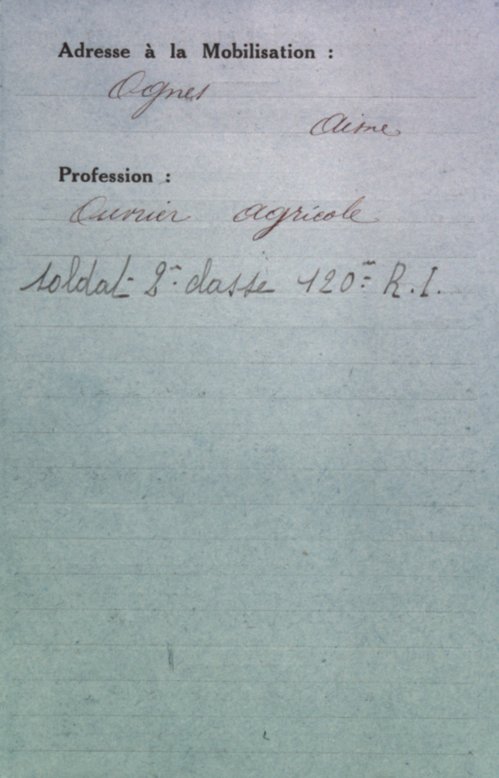 Adresse à la Mobilisation :
Ognes
Aisne
Profession :
Ouvrier agricole
soldat 2e classe 120e R.I.